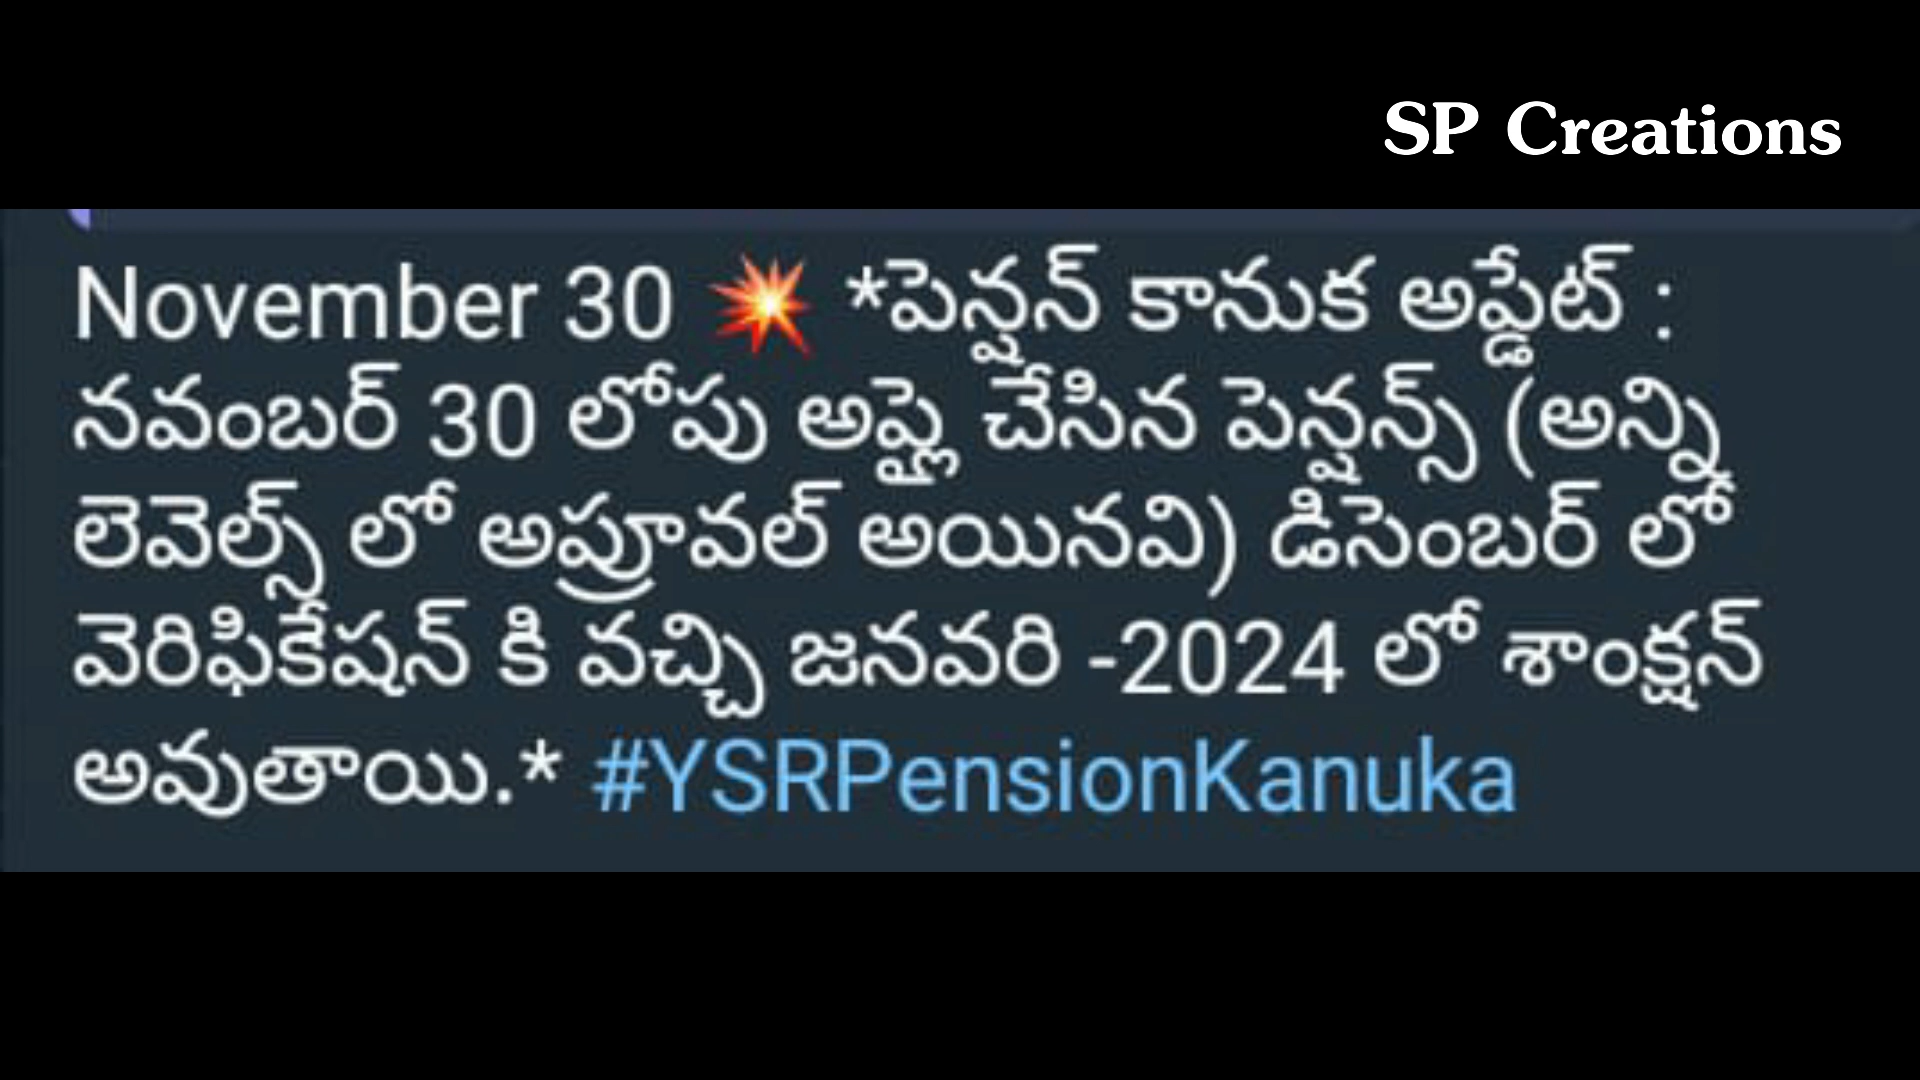 SP Creations
November 30 💥 *పెన్షన్ కానుక అప్డేట్ :
నవంబర్ 30 లోపు అప్లై చేసిన పెన్షన్స్ (అన్ని
లెవెల్స్ లో అప్రూవల్ అయినవి) డిసెంబర్ లో
వెరిఫికేషన్ కి వచ్చి జనవరి -2024 లో శాంక్షన్
అవుతాయి.* #YSRPensionKanuka